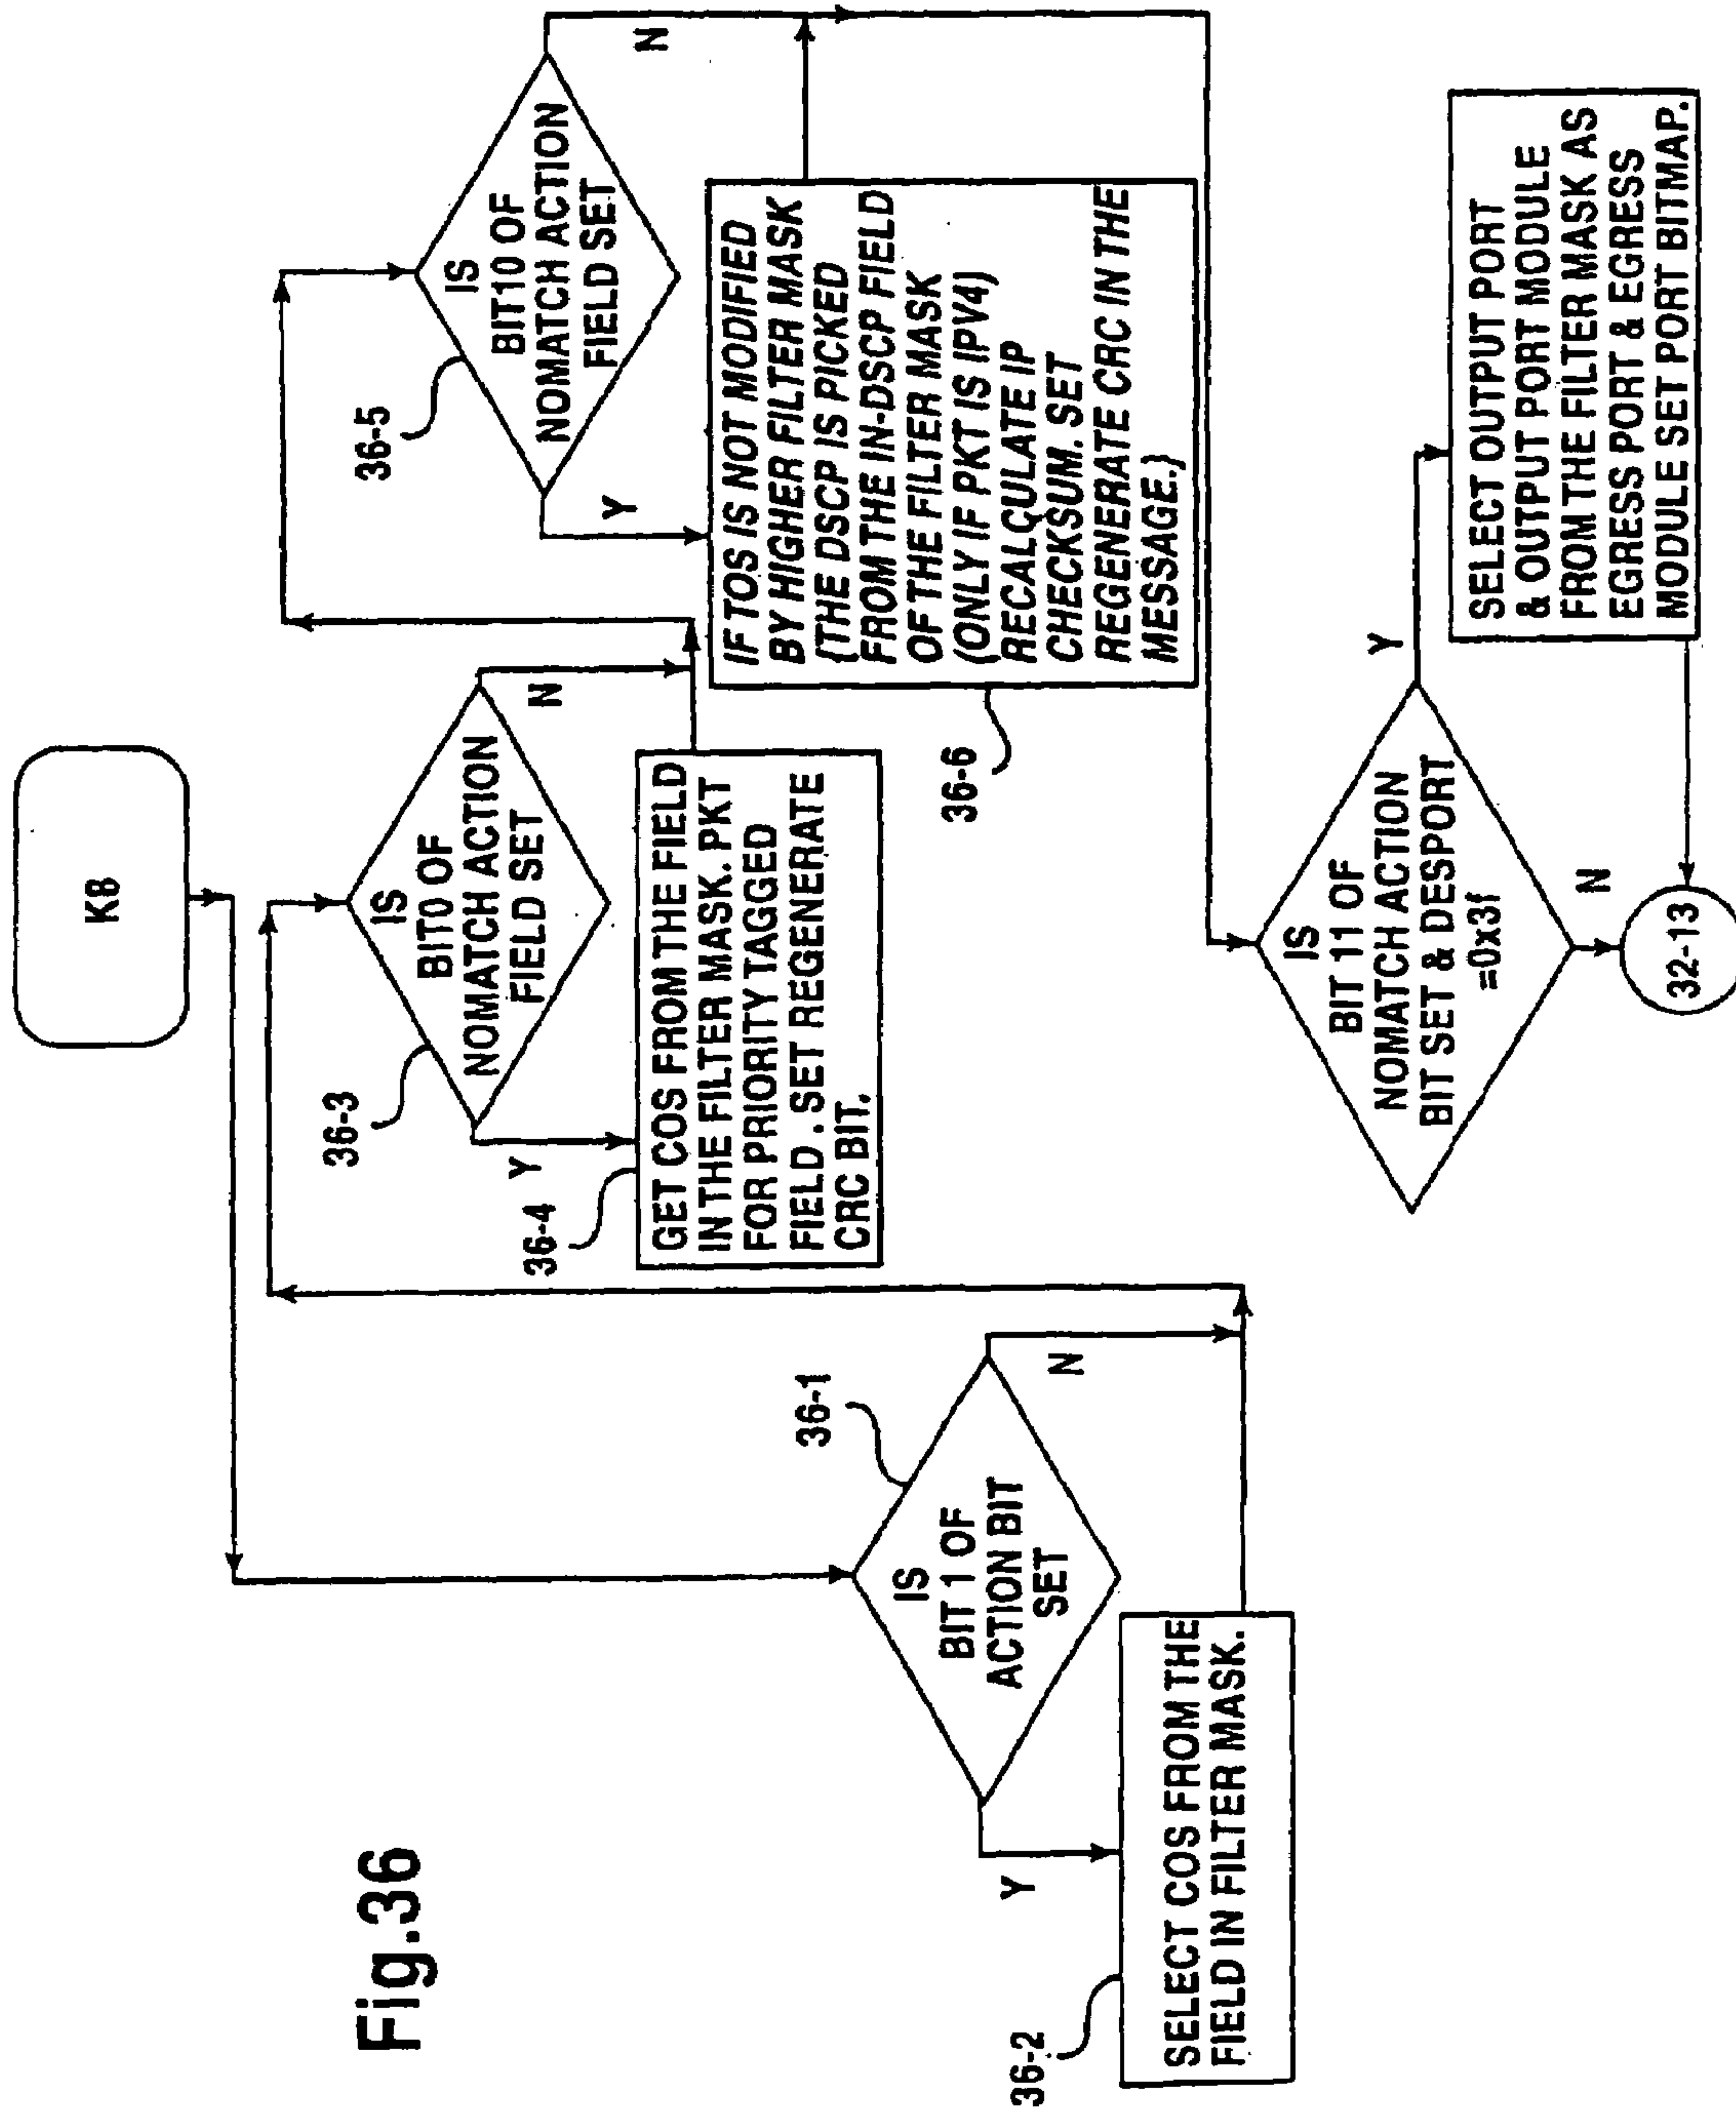 Fig.36
K8
36-1
IS
BIT 1 OF
ACTION BIT
SET
Y
N
36-2
SELECT COS FROM THE
FIELD IN FILTER MASK.
36-3
IS
BIT0 OF
NOMATCH ACTION
FIELD SET
Y
N
36-4
GET COS FROM THE FIELD
IN THE FILTER MASK. PKT
FOR PRIORITY TAGGED
FIELD . SET REGENERATE
CRC BIT.
36-5
IS
BIT10 OF
NOMATCH ACTION
FIELD SET
Y
N
36-6
IF TOS IS NOT MODIFIED
BY HIGHER FILTER MASK
{THE DSCP IS PICKED
FROM THE IN-DSCP FIELD
OF THE FILTER MASK
(ONLY IF PKT IS IPV4)
RECALCULATE IP
CHECKSUM. SET
REGENERATE CRC IN THE
MESSAGE.}
IS
BIT 11 OF
NOMATCH ACTION
BIT SET & DESPORT
=0x3f
Y
N
SELECT OUTPUT PORT
& OUTPUT PORT MODULE
FROM THE FILTER MASK AS
EGRESS PORT & EGRESS
MODULE SET PORT BITMAP.
32-13